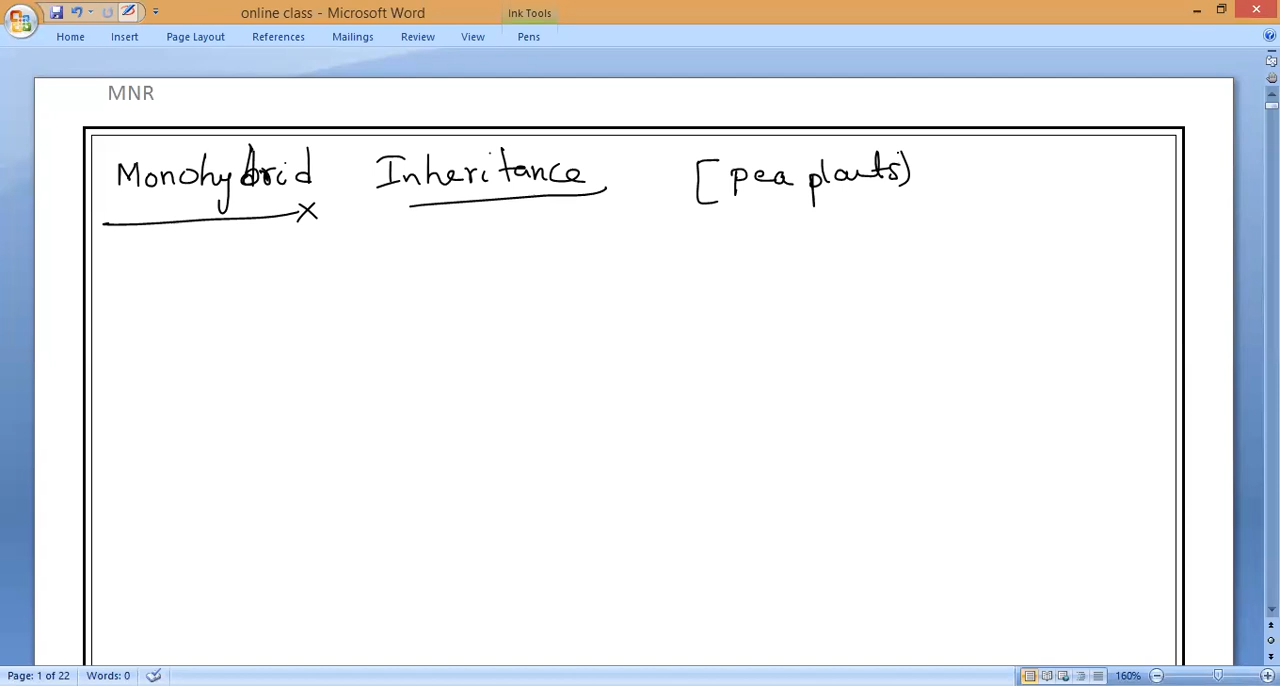 online class - Microsoft Word
Ink Tools
Home Insert Page Layout References Mailings Review View Pens
MNR
Monohybrid Inheritance [pea plants)
Page: 1 of 22 Words: 0 160%